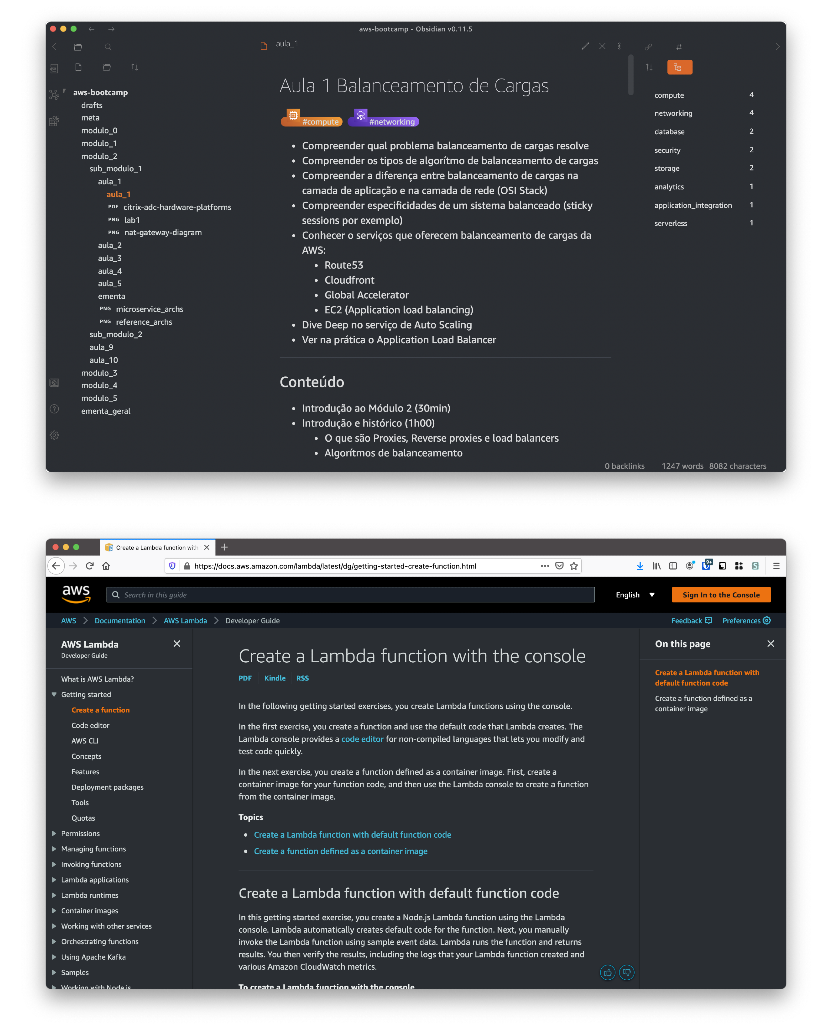 aws-bootcamp - Obsidian v0.11.5
aula_1
aws-bootcamp
drafts
meta
modulo_0
modulo_1
modulo_2
sub_modulo_1
aula_1
aula_1
PDF citrix-adc-hardware-platforms
PNG lab1
PNG nat-gateway-diagram
aula_2
aula_3
aula_4
aula_5
ementa
PNG microservice_archs
PNG reference_archs
sub_modulo_2
aula_9
aula_10
modulo_3
modulo_4
modulo_5
ementa_geral
Aula 1 Balanceamento de Cargas
#compute #networking
• Compreender qual problema balanceamento de cargas resolve
• Compreender os tipos de algorítmo de balanceamento de cargas
• Compreender a diferença entre balanceamento de cargas na
camada de aplicação e na camada de rede (OSI Stack)
• Compreender especificidades de um sistema balanceado (sticky
sessions por exemplo)
• Conhecer o serviços que oferecem balanceamento de cargas da
AWS:
• Route53
• Cloudfront
• Global Accelerator
• EC2 (Application load balancing)
• Dive Deep no serviço de Auto Scaling
• Ver na prática o Application Load Balancer
Conteúdo
• Introdução ao Módulo 2 (30min)
• Introdução e histórico (1h00)
• O que são Proxies, Reverse proxies e load balancers
• Algorítmos de balanceamento
compute 4
networking 4
database 2
security 2
storage 2
analytics 1
application_integration 1
serverless 1
0 backlinks 1247 words 8082 characters
Create a Lambda function with
https://docs.aws.amazon.com/lambda/latest/dg/getting-started-create-function.html
aws
Search in this guide
English
Sign In to the Console
AWS > Documentation > AWS Lambda > Developer Guide
Feedback Preferences
AWS Lambda
Developer Guide
What is AWS Lambda?
Getting started
Create a function
Code editor
AWS CLI
Concepts
Features
Deployment packages
Tools
Quotas
Permissions
Managing functions
Invoking functions
Lambda applications
Lambda runtimes
Container images
Working with other services
Orchestrating functions
Using Apache Kafka
Samples
Working with Node.js
Create a Lambda function with the console
PDF Kindle RSS
In the following getting started exercises, you create Lambda functions using the console.
In the first exercise, you create a function and use the default code that Lambda creates. The
Lambda console provides a code editor for non-compiled languages that lets you modify and
test code quickly.
In the next exercise, you create a function defined as a container image. First, create a
container image for your function code, and then use the Lambda console to create a function
from the container image.
Topics
• Create a Lambda function with default function code
• Create a function defined as a container image
Create a Lambda function with default function code
In this getting started exercise, you create a Node.js Lambda function using the Lambda
console. Lambda automatically creates default code for the function. Next, you manually
invoke the Lambda function using sample event data. Lambda runs the function and returns
results. You then verify the results, including the logs that your Lambda function created and
various Amazon CloudWatch metrics.
To create a Lambda function with the console
On this page
Create a Lambda function with
default function code
Create a function defined as a
container image